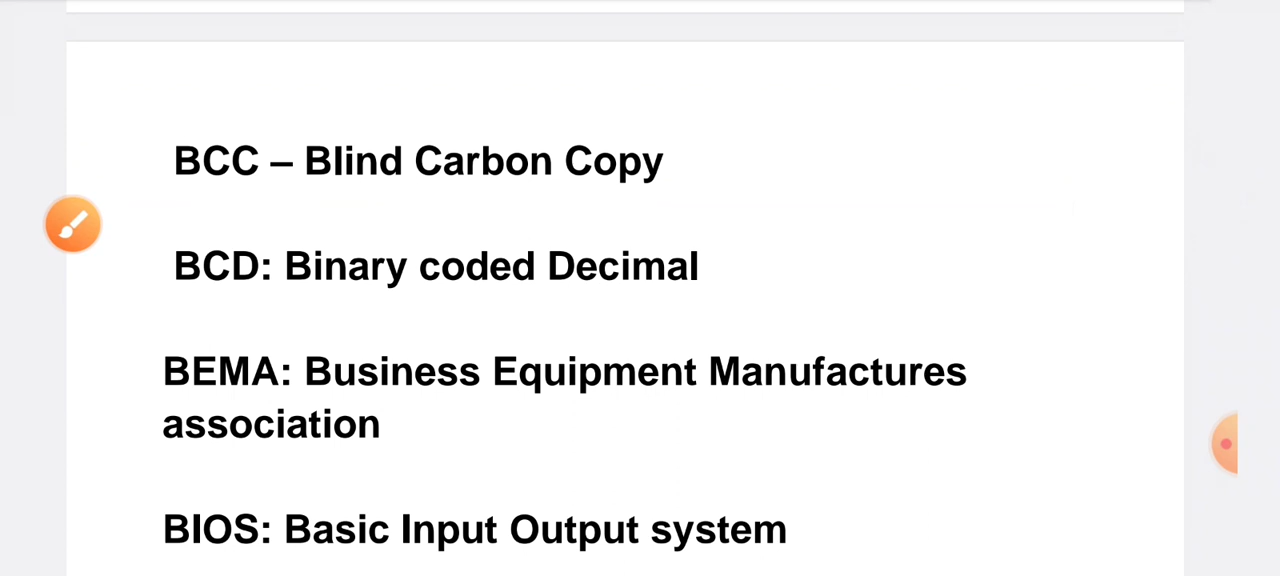 BCC – Blind Carbon Copy
BCD: Binary coded Decimal
BEMA: Business Equipment Manufactures
association
BIOS: Basic Input Output system